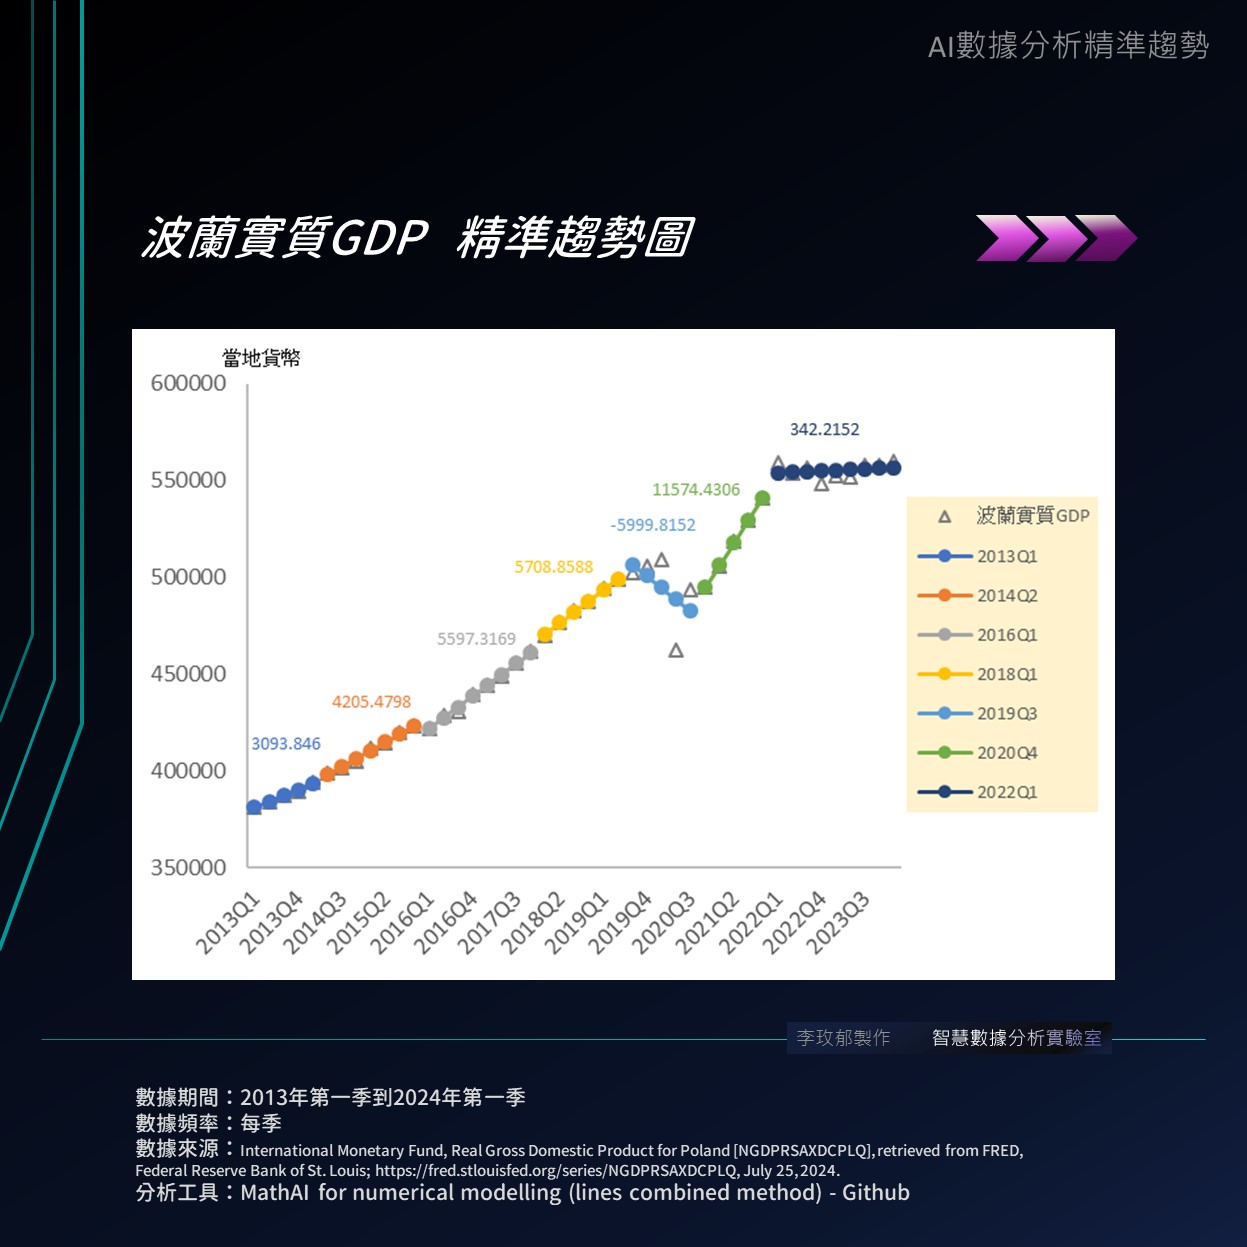 AI數據分析精準趨勢
波蘭實質GDP 精準趨勢圖
當地貨幣
600000
550000
500000
450000
400000
350000
3093.846
4205.4798
5597.3169
5708.8588
-5999.8152
11574.4306
342.2152
波蘭實質GDP
2013Q1
2014Q2
2016Q1
2018Q1
2019Q3
2020Q4
2022Q1
2013Q1
2013Q4
2014Q3
2015Q2
2016Q1
2016Q4
2017Q3
2018Q2
2019Q1
2019Q4
2020Q3
2021Q2
2022Q1
2022Q4
2023Q3
李玫郁製作 智慧數據分析實驗室
數據期間：2013年第一季到2024年第一季
數據頻率：每季
數據來源：International Monetary Fund, Real Gross Domestic Product for Poland [NGDPRSAXDCPLQ], retrieved from FRED,
Federal Reserve Bank of St. Louis; https://fred.stlouisfed.org/series/NGDPRSAXDCPLQ, July 25, 2024.
分析工具：MathAI for numerical modelling (lines combined method) - Github